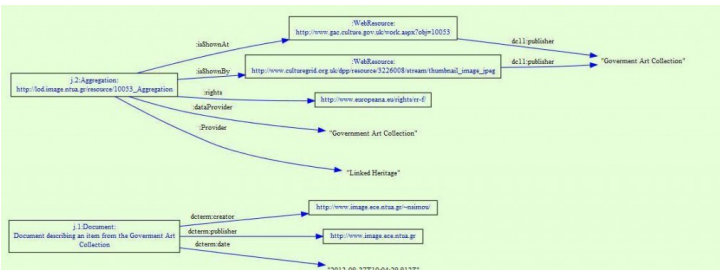 :WebResource:
http://www.gac.culture.gov.uk/work.aspx?obj=10053
:isShownAt
dc11:publisher
:WebResource:
http://www.culturegrid.org.uk/dpp/resource/3226008/stream/thumbnail_image_jpeg
:isShownBy
dc11:publisher
"Goverment Art Collection"
j.2:Aggregation:
http://lod.image.ntua.gr/resource/10053_Aggregation
:rights
http://www.europeana.eu/rights/rr-f/
:dataProvider
"Government Art Collection"
:Provider
"Linked Heritage"
j.1:Document:
Document describing an item from the Goverment Art
Collection
dcterm:creator
http://www.image.ece.ntua.gr/~nsimou/
dcterm:publisher
http://www.image.ece.ntua.gr
dcterm:date